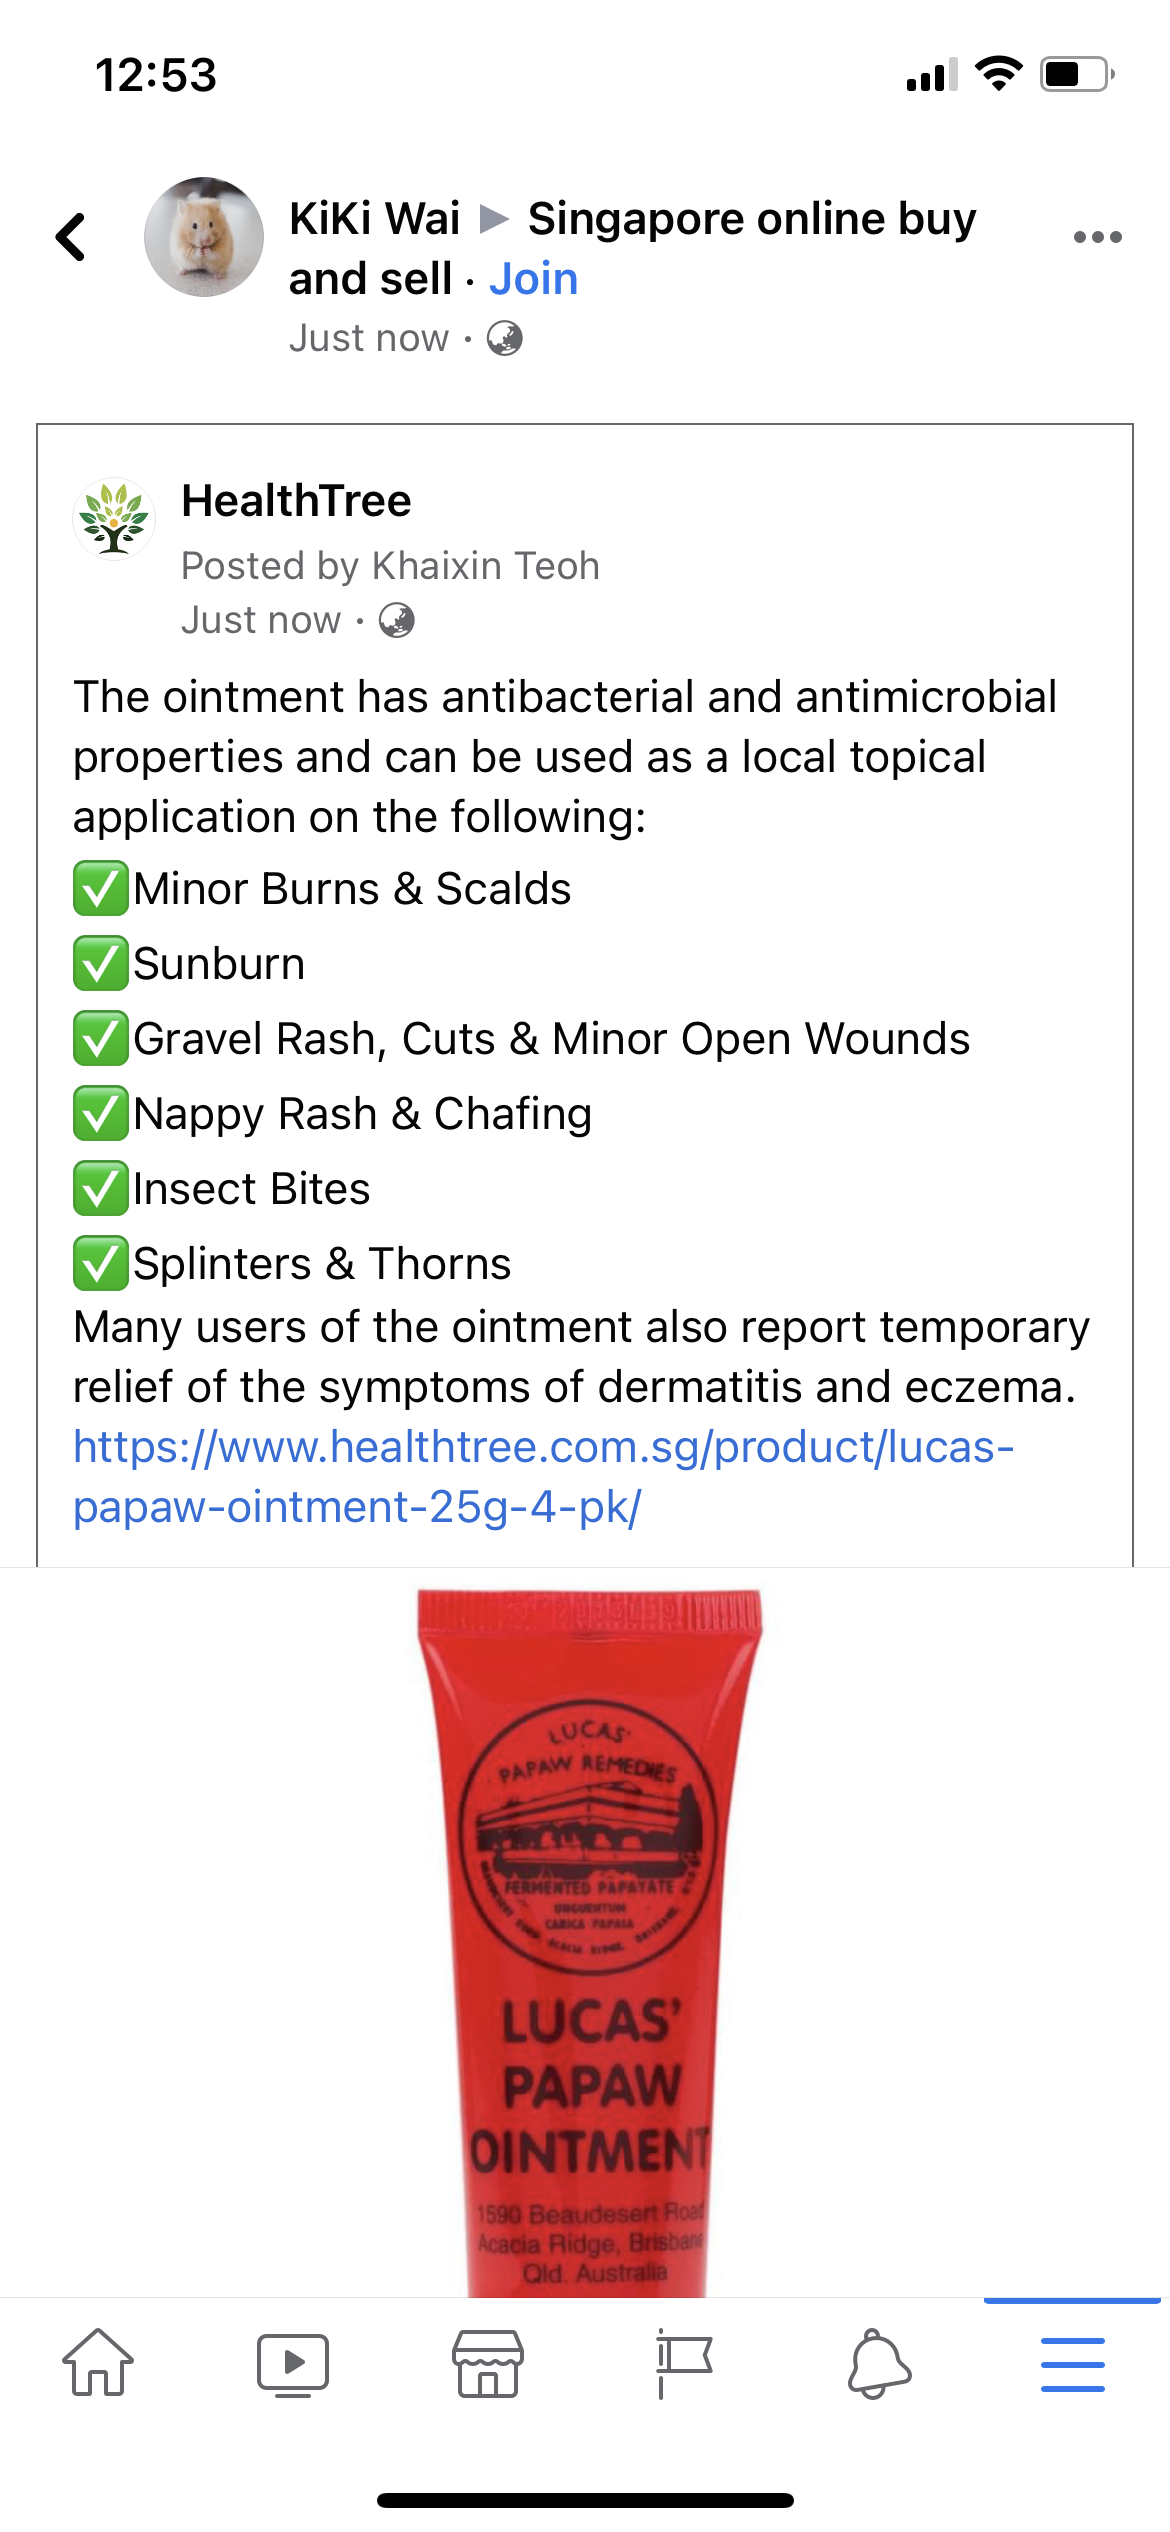 12:53
KiKi Wai ▶ Singapore online buy
and sell · Join
Just now ·
HealthTree
Posted by Khaixin Teoh
Just now ·
The ointment has antibacterial and antimicrobial
properties and can be used as a local topical
application on the following:
✅Minor Burns & Scalds
✅Sunburn
✅Gravel Rash, Cuts & Minor Open Wounds
✅Nappy Rash & Chafing
✅Insect Bites
✅Splinters & Thorns
Many users of the ointment also report temporary
relief of the symptoms of dermatitis and eczema.
https://www.healthtree.com.sg/product/lucas-
papaw-ointment-25g-4-pk/
LUCAS'
PAPAW REMEDIES
FERMENTED PAPAYATE
UNGUENTUM
CARICA PAPAIA
ACACIA RIDGE, BRISBANE
LUCAS'
PAPAW
OINTMENT
1590 Beaudesert Road
Acacia Ridge, Brisbane
Qld. Australia